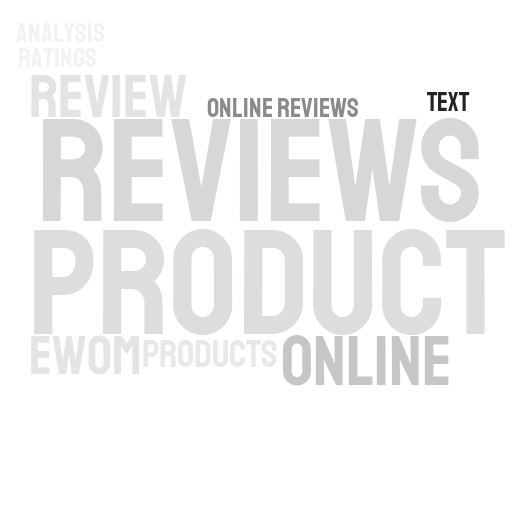 ANALYSIS
RATINGS
REVIEW
ONLINE REVIEWS
TEXT
REVIEWS
PRODUCT
EWOM
PRODUCTS
ONLINE